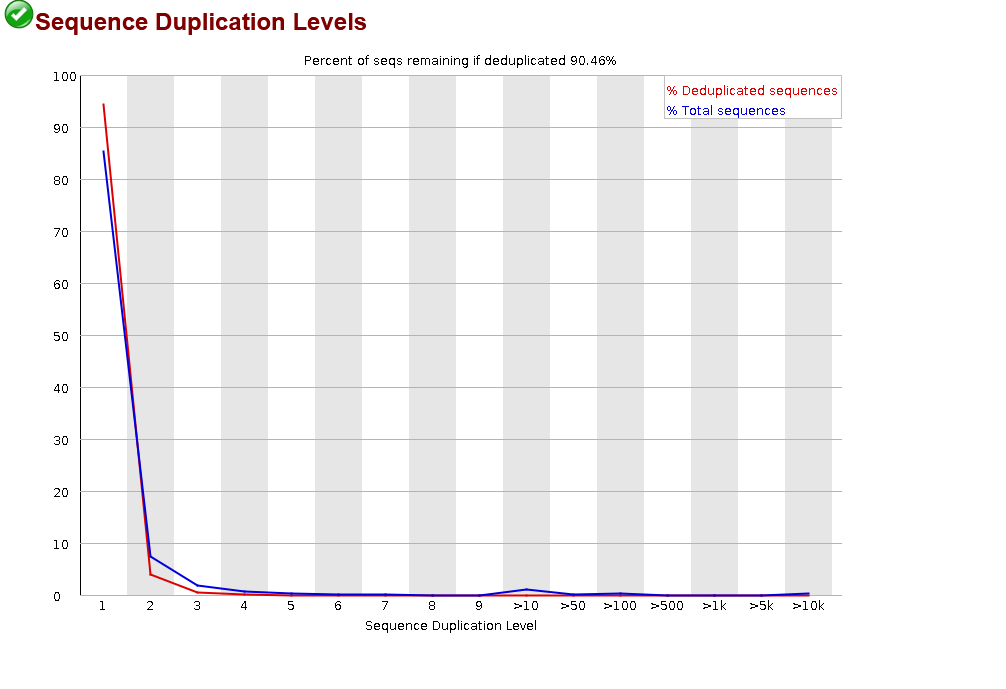 Sequence Duplication Levels
Percent of seqs remaining if deduplicated 90.46%
% Deduplicated sequences
% Total sequences
100
90
80
70
60
50
40
30
20
10
0
1 2 3 4 5 6 7 8 9 >10 >50 >100 >500 >1k >5k >10k
Sequence Duplication Level